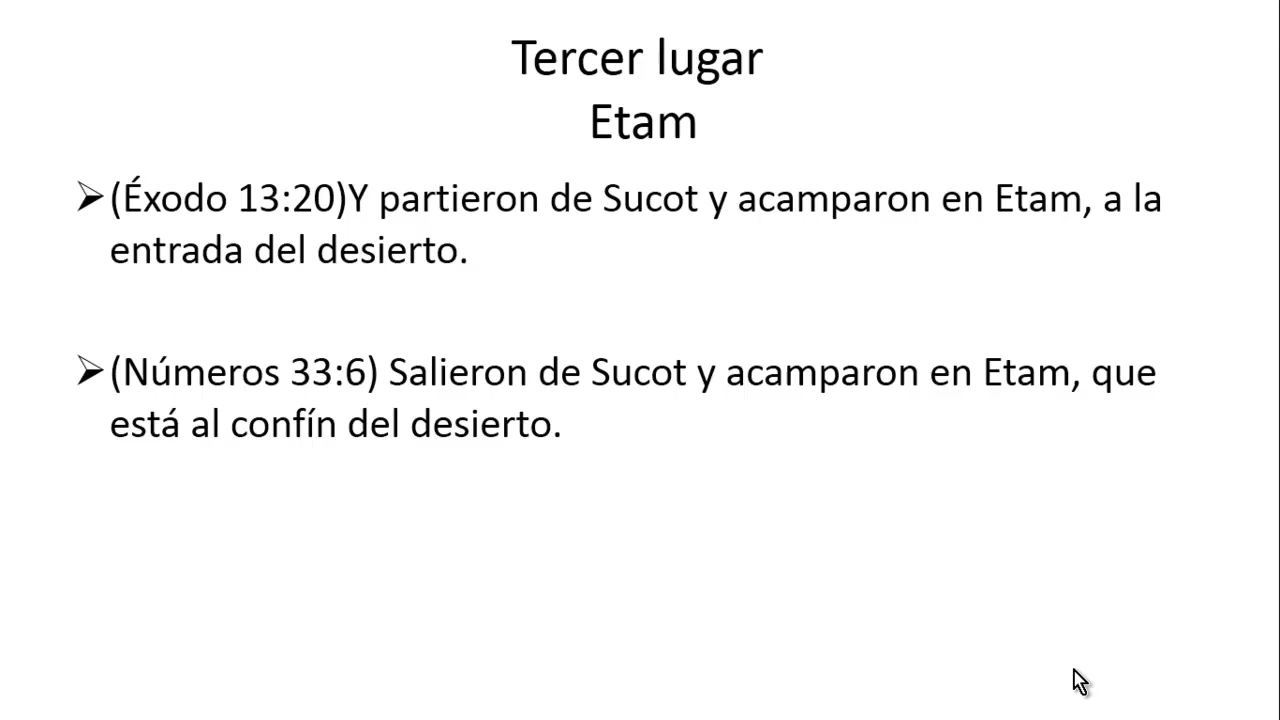 Tercer lugar
Etam
➢(Éxodo 13:20)Y partieron de Sucot y acamparon en Etam, a la
entrada del desierto.
➢(Números 33:6) Salieron de Sucot y acamparon en Etam, que
está al confín del desierto.